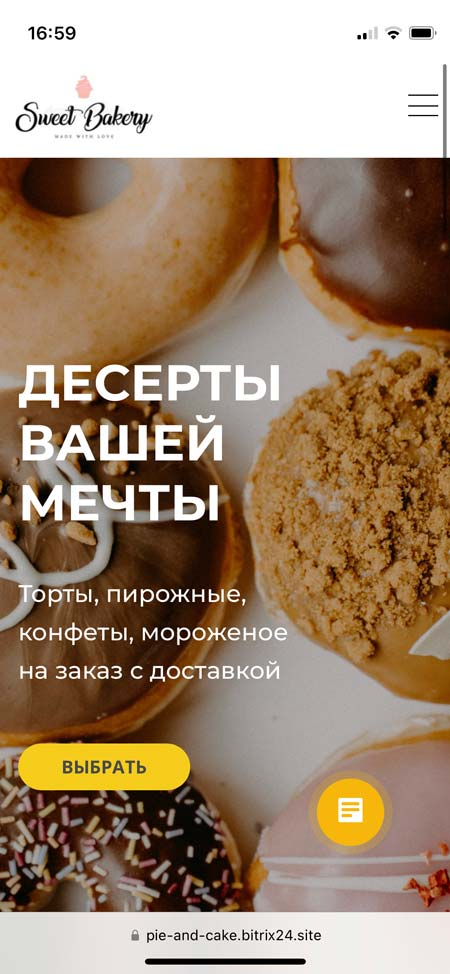 16:59
Sweet Bakery
MADE WITH LOVE
ДЕСЕРТЫ
ВАШЕЙ
МЕЧТЫ
Торты, пирожные,
конфеты, мороженое
на заказ с доставкой
ВЫБРАТЬ
pie-and-cake.bitrix24.site